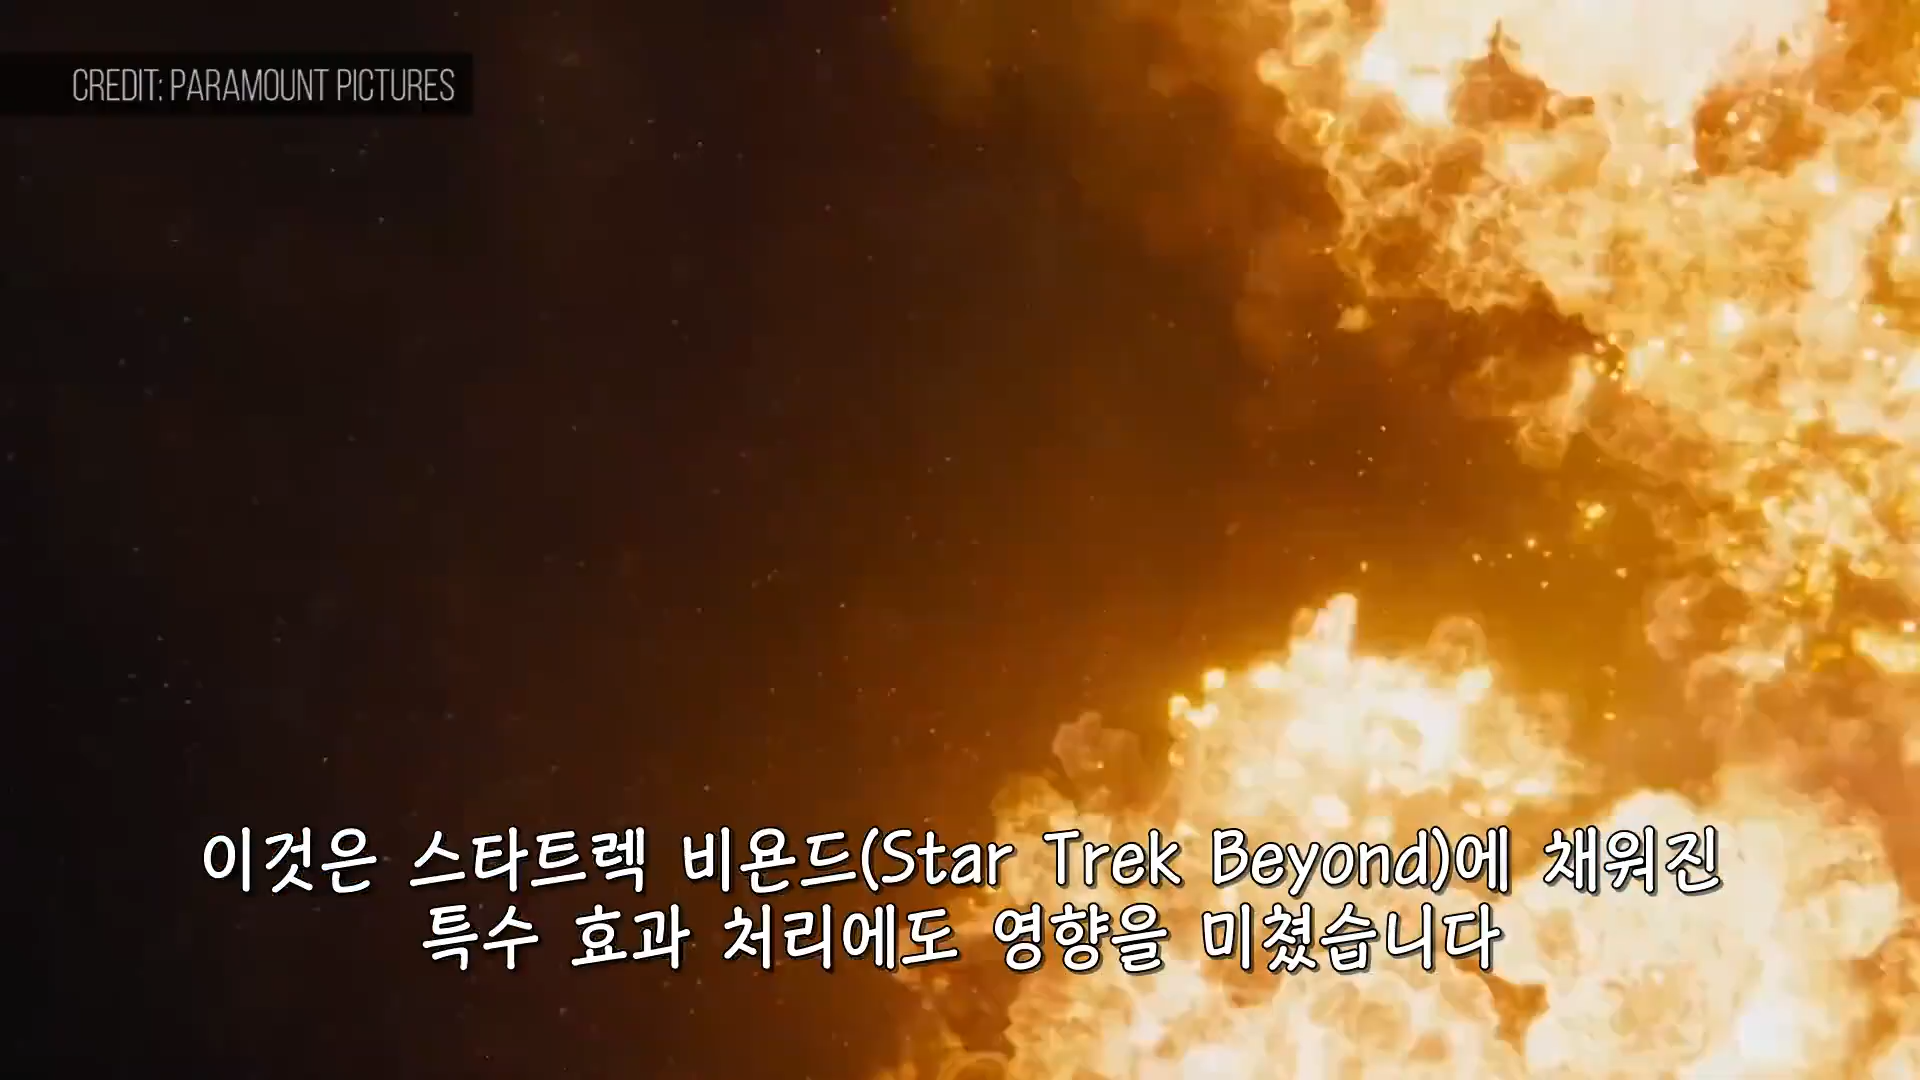 CREDIT: PARAMOUNT PICTURES
이것은 스타트렉 비욘드(Star Trek Beyond)에 채워진
특수 효과 처리에도 영향을 미쳤습니다